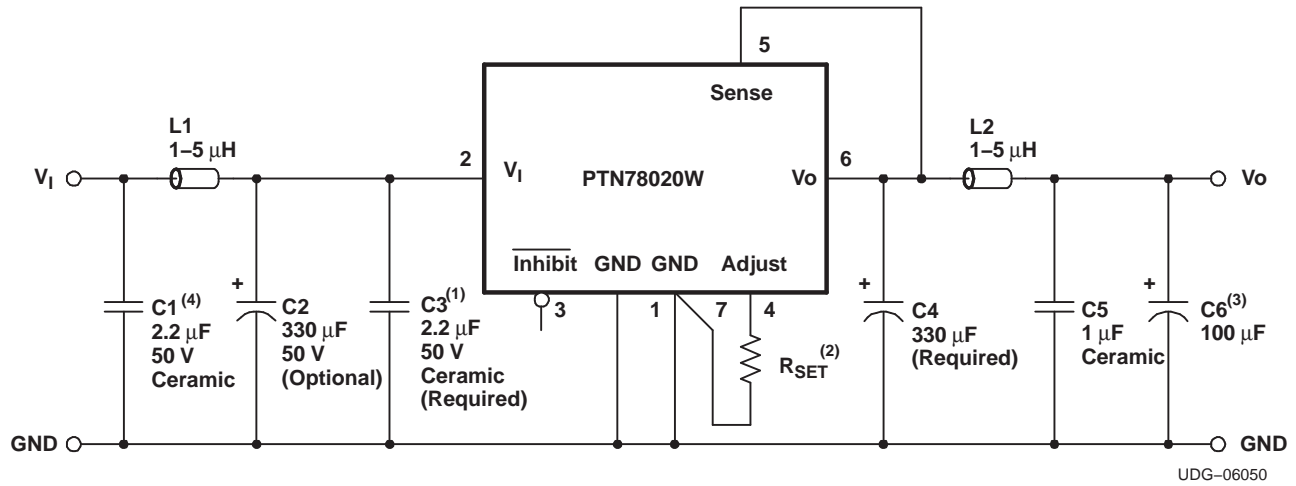 5
Sense
L1
1–5 μH
L2
1–5 μH
2
6
VI
VI
PTN78020W
Vo
Vo
Inhibit GND GND Adjust
3 1 7 4
+
C1(4)
2.2 μF
50 V
Ceramic
+
C2
330 μF
50 V
(Optional)
C3(1)
2.2 μF
50 V
Ceramic
(Required)
RSET(2)
+
C4
330 μF
(Required)
C5
1 μF
Ceramic
+
C6(3)
100 μF
GND
GND
UDG–06050